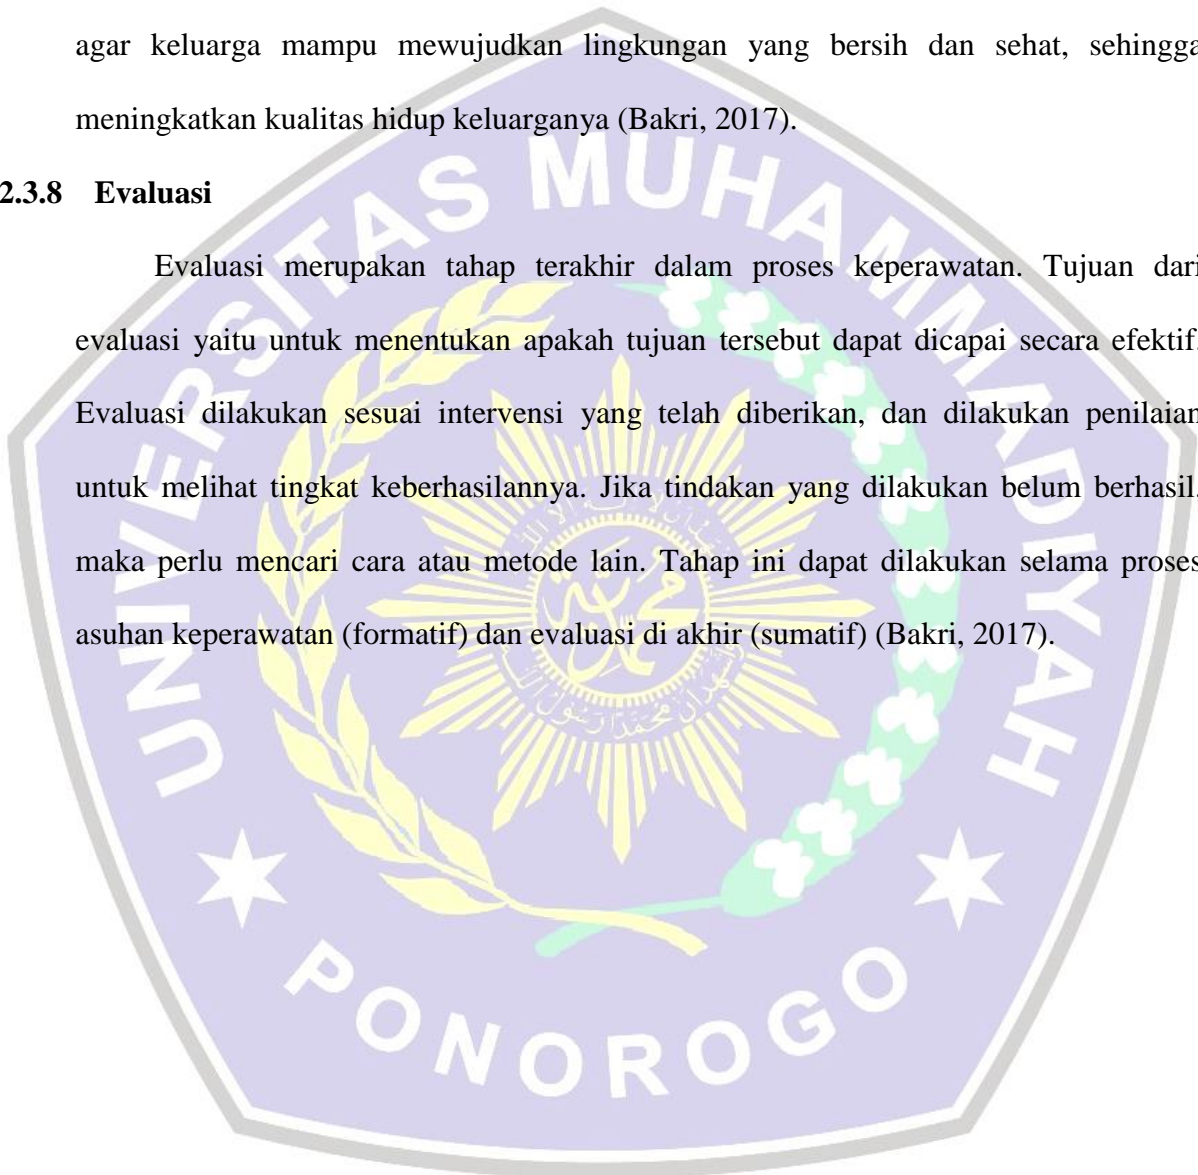 agar keluarga mampu mewujudkan lingkungan yang bersih dan sehat, sehingga
meningkatkan kualitas hidup keluarganya (Bakri, 2017).
2.3.8 Evaluasi
Evaluasi merupakan tahap terakhir dalam proses keperawatan. Tujuan dari
evaluasi yaitu untuk menentukan apakah tujuan tersebut dapat dicapai secara efektif.
Evaluasi dilakukan sesuai intervensi yang telah diberikan, dan dilakukan penilaian
untuk melihat tingkat keberhasilannya. Jika tindakan yang dilakukan belum berhasil,
maka perlu mencari cara atau metode lain. Tahap ini dapat dilakukan selama proses
asuhan keperawatan (formatif) dan evaluasi di akhir (sumatif) (Bakri, 2017).
UNIVERSITAS MUHAMMADIYAH
PONOROGO